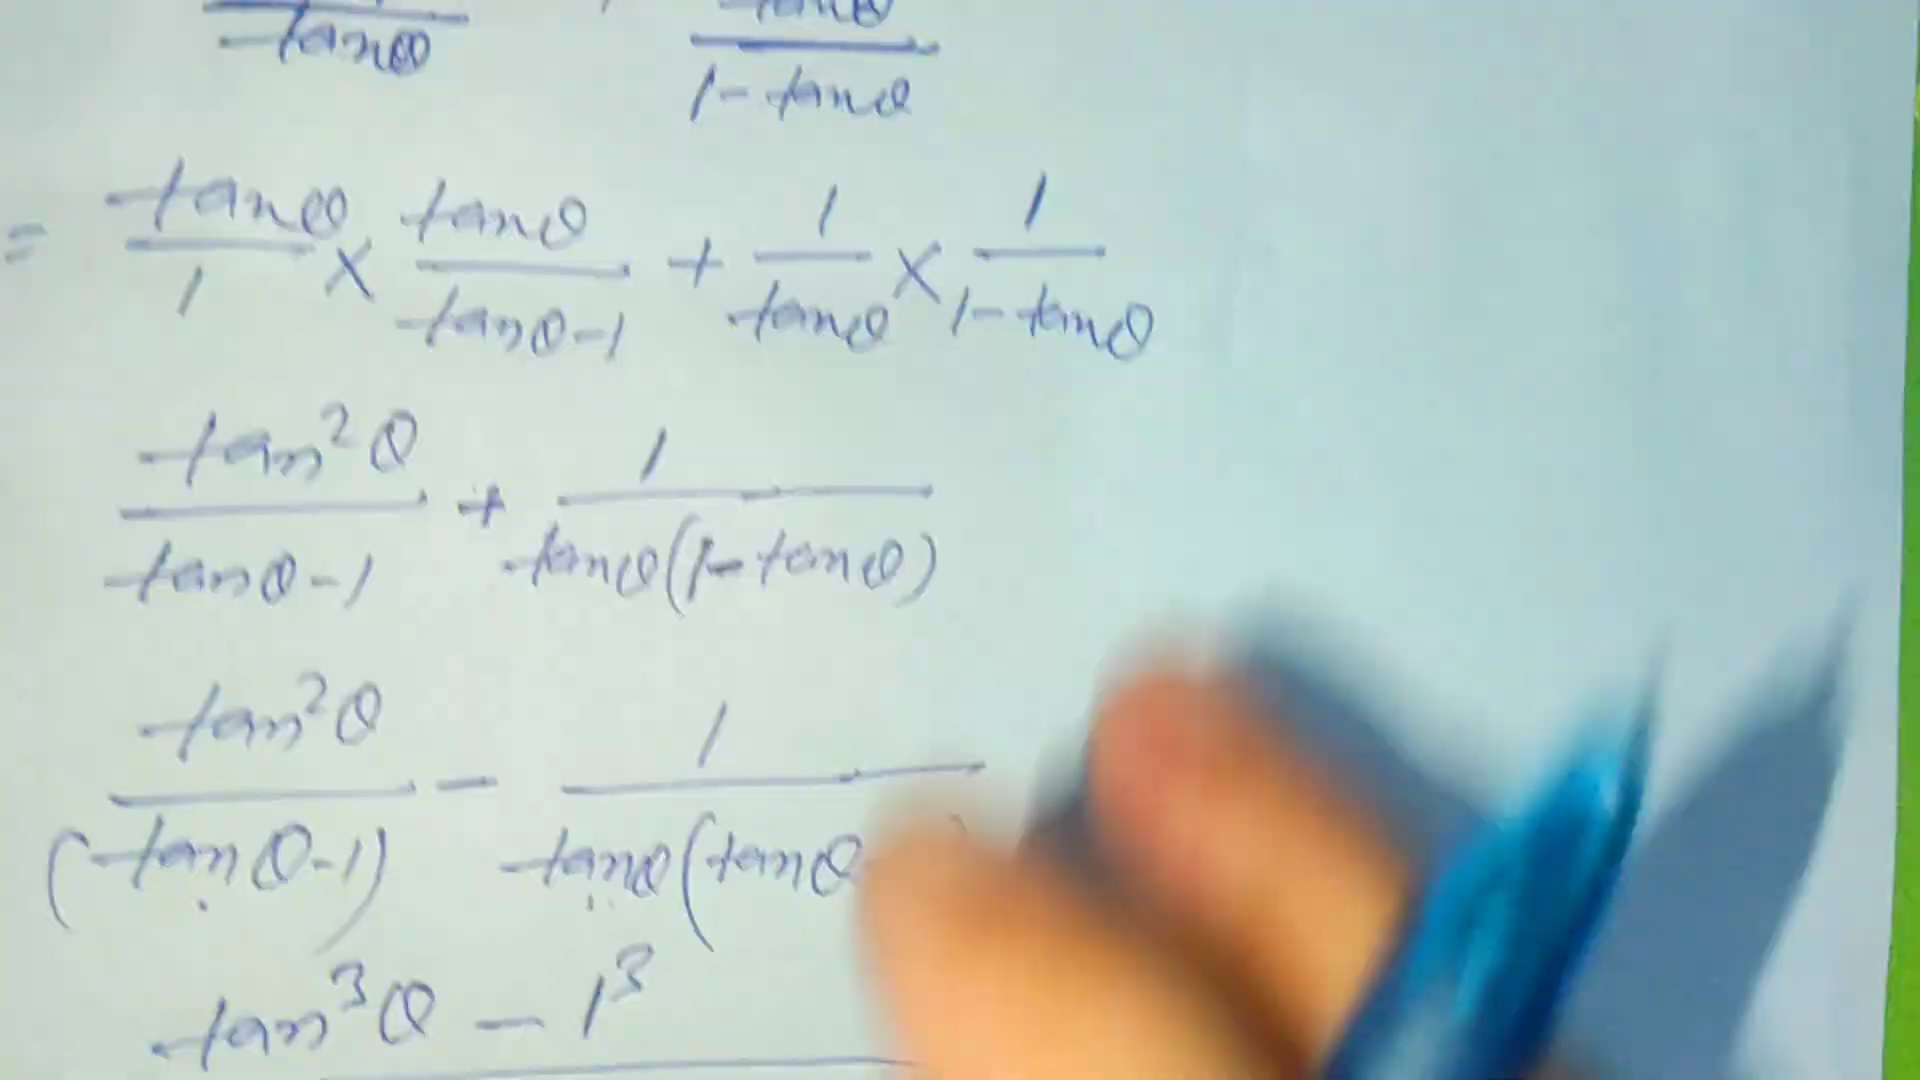 tanθ tanθ
1-tanθ
= tanθ/1 × tanθ/tanθ-1 + 1/tanθ × 1/1-tanθ
tan²θ/tanθ-1 + 1/tanθ(1-tanθ)
tan²θ/(tanθ-1) - 1/tanθ(tanθ
tan³θ - 1³